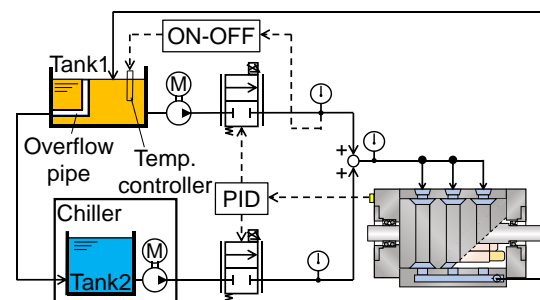 ON-OFF
Tank1
M
Overflow
pipe
Temp.
controller
+
+
PID
Chiller
M
Tank2